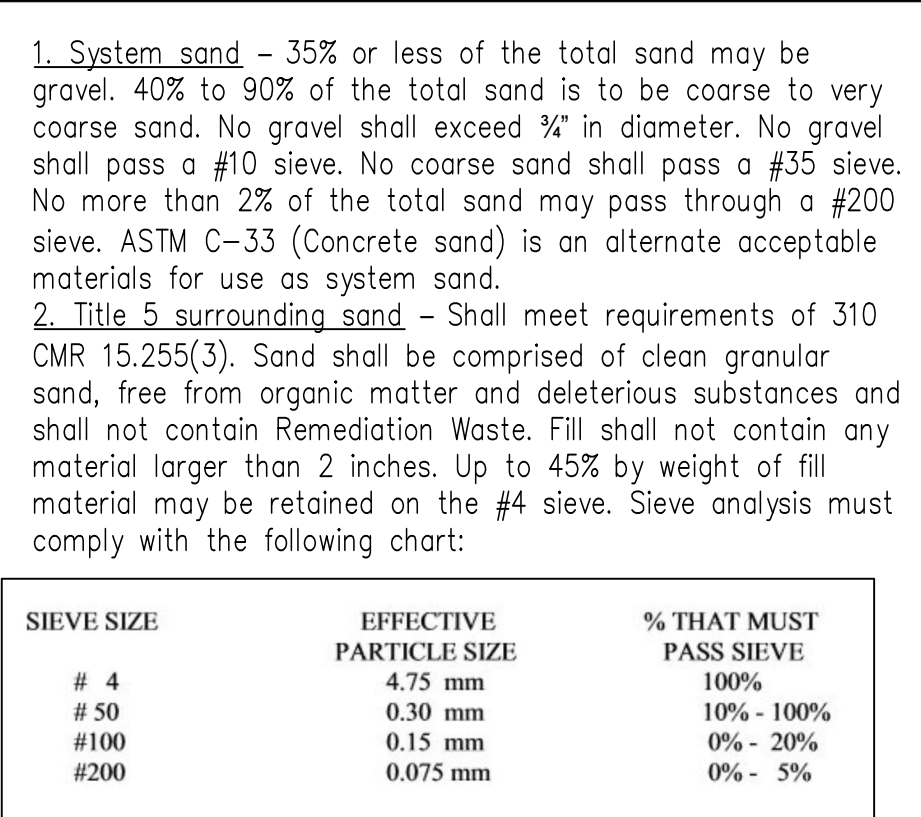 1. System sand – 35% or less of the total sand may be
gravel. 40% to 90% of the total sand is to be coarse to very
coarse sand. No gravel shall exceed ¾” in diameter. No gravel
shall pass a #10 sieve. No coarse sand shall pass a #35 sieve.
No more than 2% of the total sand may pass through a #200
sieve. ASTM C–33 (Concrete sand) is an alternate acceptable
materials for use as system sand.
2. Title 5 surrounding sand – Shall meet requirements of 310
CMR 15.255(3). Sand shall be comprised of clean granular
sand, free from organic matter and deleterious substances and
shall not contain Remediation Waste. Fill shall not contain any
material larger than 2 inches. Up to 45% by weight of fill
material may be retained on the #4 sieve. Sieve analysis must
comply with the following chart:
SIEVE SIZE EFFECTIVE % THAT MUST
PARTICLE SIZE PASS SIEVE
# 4 4.75 mm 100%
# 50 0.30 mm 10% - 100%
#100 0.15 mm 0% - 20%
#200 0.075 mm 0% - 5%